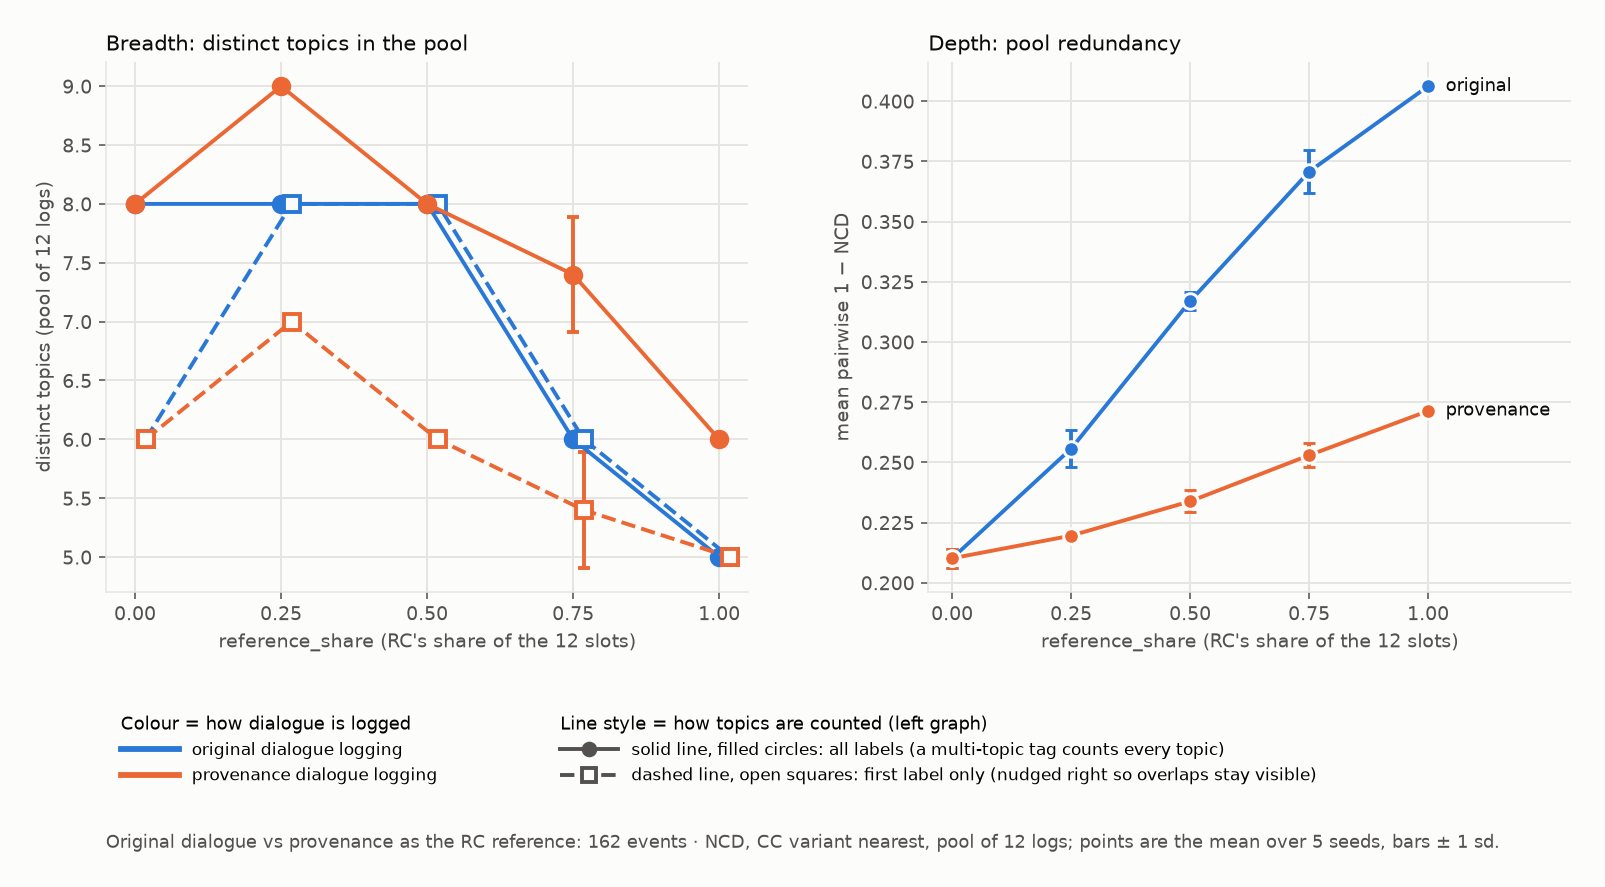 Breadth: distinct topics in the pool
distinct topics (pool of 12 logs)
9.0
8.5
8.0
7.5
7.0
6.5
6.0
5.5
5.0
0.00 0.25 0.50 0.75 1.00
reference_share (RC's share of the 12 slots)
Depth: pool redundancy
mean pairwise 1 − NCD
0.400
0.375
0.350
0.325
0.300
0.275
0.250
0.225
0.200
original
provenance
0.00 0.25 0.50 0.75 1.00
reference_share (RC's share of the 12 slots)
Colour = how dialogue is logged
original dialogue logging
provenance dialogue logging
Line style = how topics are counted (left graph)
solid line, filled circles: all labels (a multi-topic tag counts every topic)
dashed line, open squares: first label only (nudged right so overlaps stay visible)
Original dialogue vs provenance as the RC reference: 162 events · NCD, CC variant nearest, pool of 12 logs; points are the mean over 5 seeds, bars ± 1 sd.